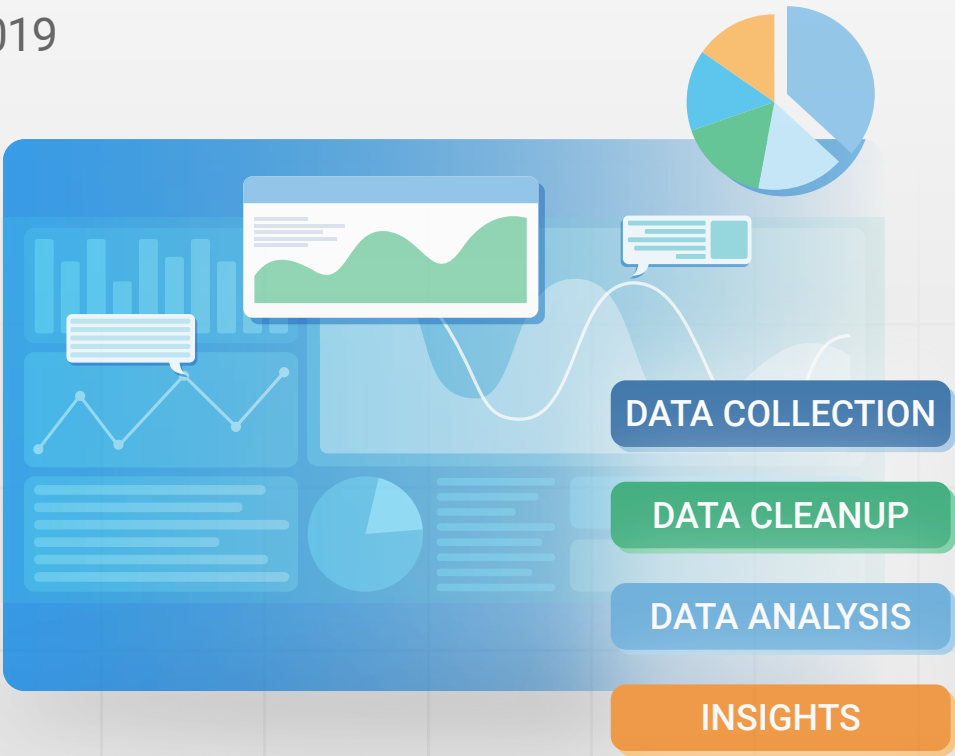 019
DATA COLLECTION
DATA CLEANUP
DATA ANALYSIS
INSIGHTS